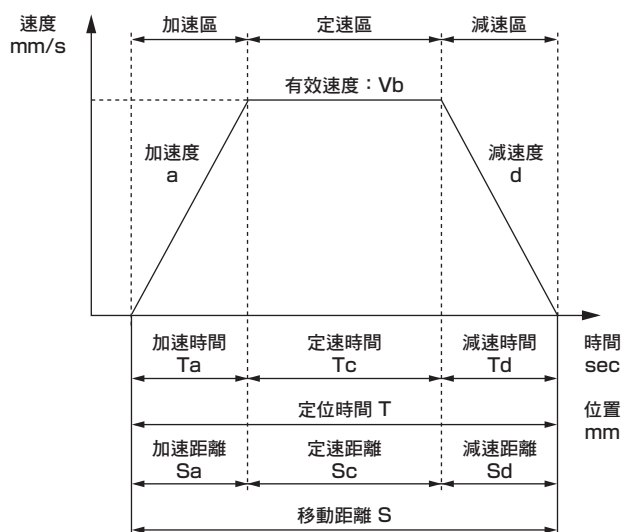 速度
mm/s
加速區
定速區
減速區
有效速度：Vb
加速度
a
減速度
d
加速時間
Ta
定速時間
Tc
減速時間
Td
時間
sec
定位時間 T
位置
mm
加速距離
Sa
定速距離
Sc
減速距離
Sd
移動距離 S